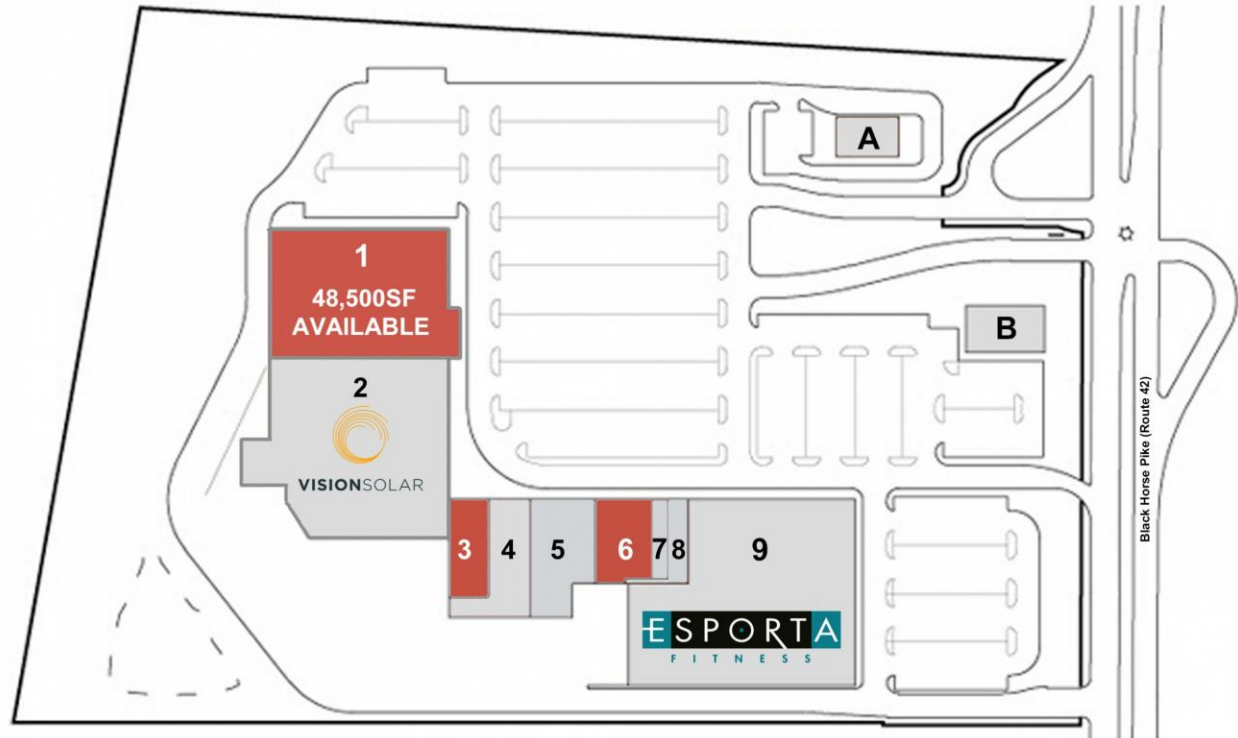 A
1
48,500SF
AVAILABLE
B
2
VISIONSOLAR
Black Horse Pike (Route 42)
3
4
5
6
7
8
9
ESPORTA
FITNESS